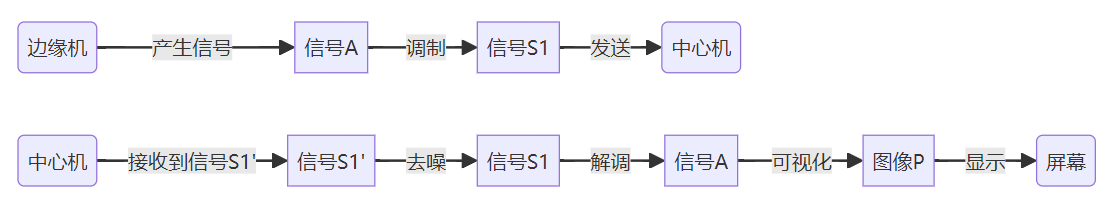 边缘机 产生信号 信号A 调制 信号S1 发送 中心机
中心机 接收到信号S1' 信号S1' 去噪 信号S1 解调 信号A 可视化 图像P 显示 屏幕